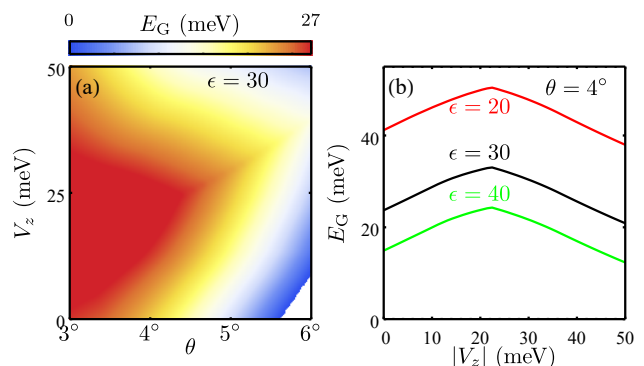 0 E_G (meV) 27
(a) ϵ = 30
50
25
0
V_z (meV)
3° 4° 5° 6°
θ
(b) θ = 4°
ϵ = 20
ϵ = 30
ϵ = 40
40
20
0
E_G (meV)
0 10 20 30 40 50
|V_z| (meV)